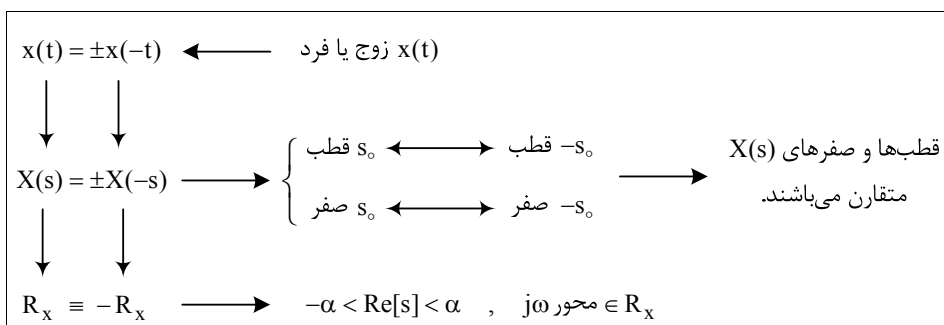 x(t) = ±x(−t) ← x(t) زوج یا فرد
قطب s₀ ↔ قطب −s₀
قطب‌ها و صفرهای X(s)
X(s) = ±X(−s) →
صفر s₀ ↔ صفر −s₀
متقارن می‌باشند.
Rₓ ≡ −Rₓ → −α < Re[s] < α , jω محور ∈ Rₓ